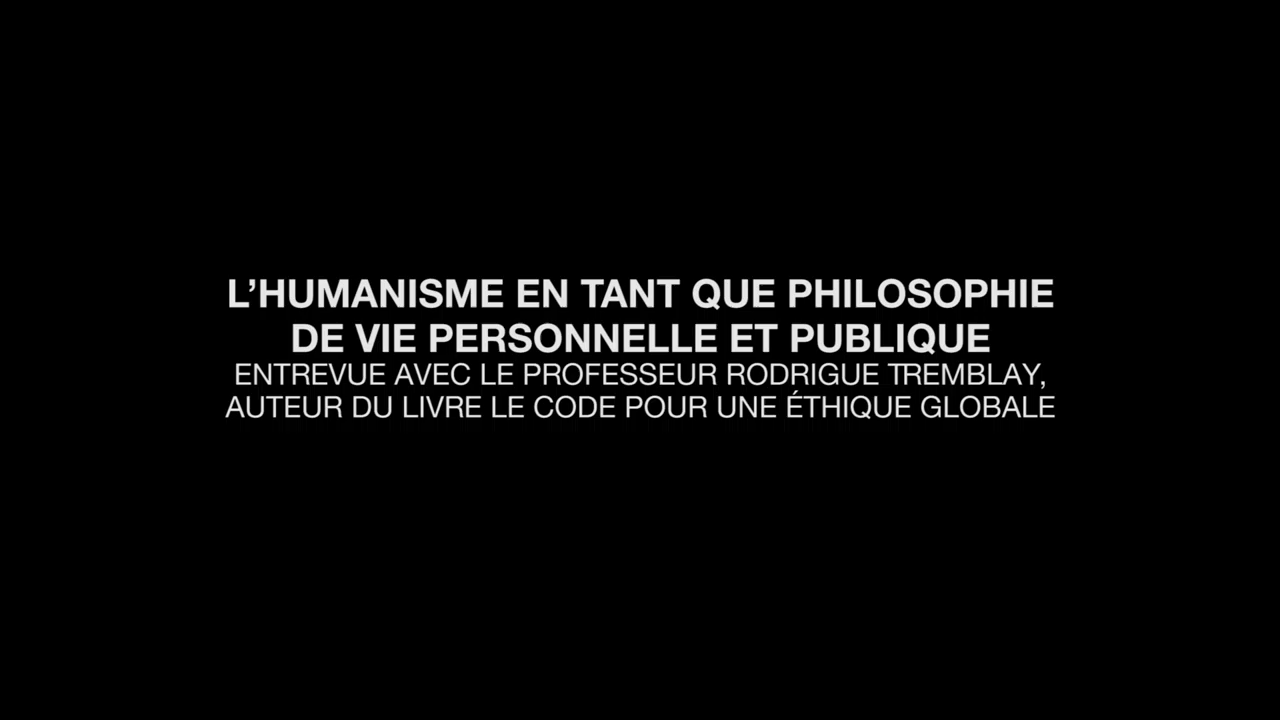 L’HUMANISME EN TANT QUE PHILOSOPHIE
DE VIE PERSONNELLE ET PUBLIQUE
ENTREVUE AVEC LE PROFESSEUR RODRIGUE TREMBLAY,
AUTEUR DU LIVRE LE CODE POUR UNE ÉTHIQUE GLOBALE